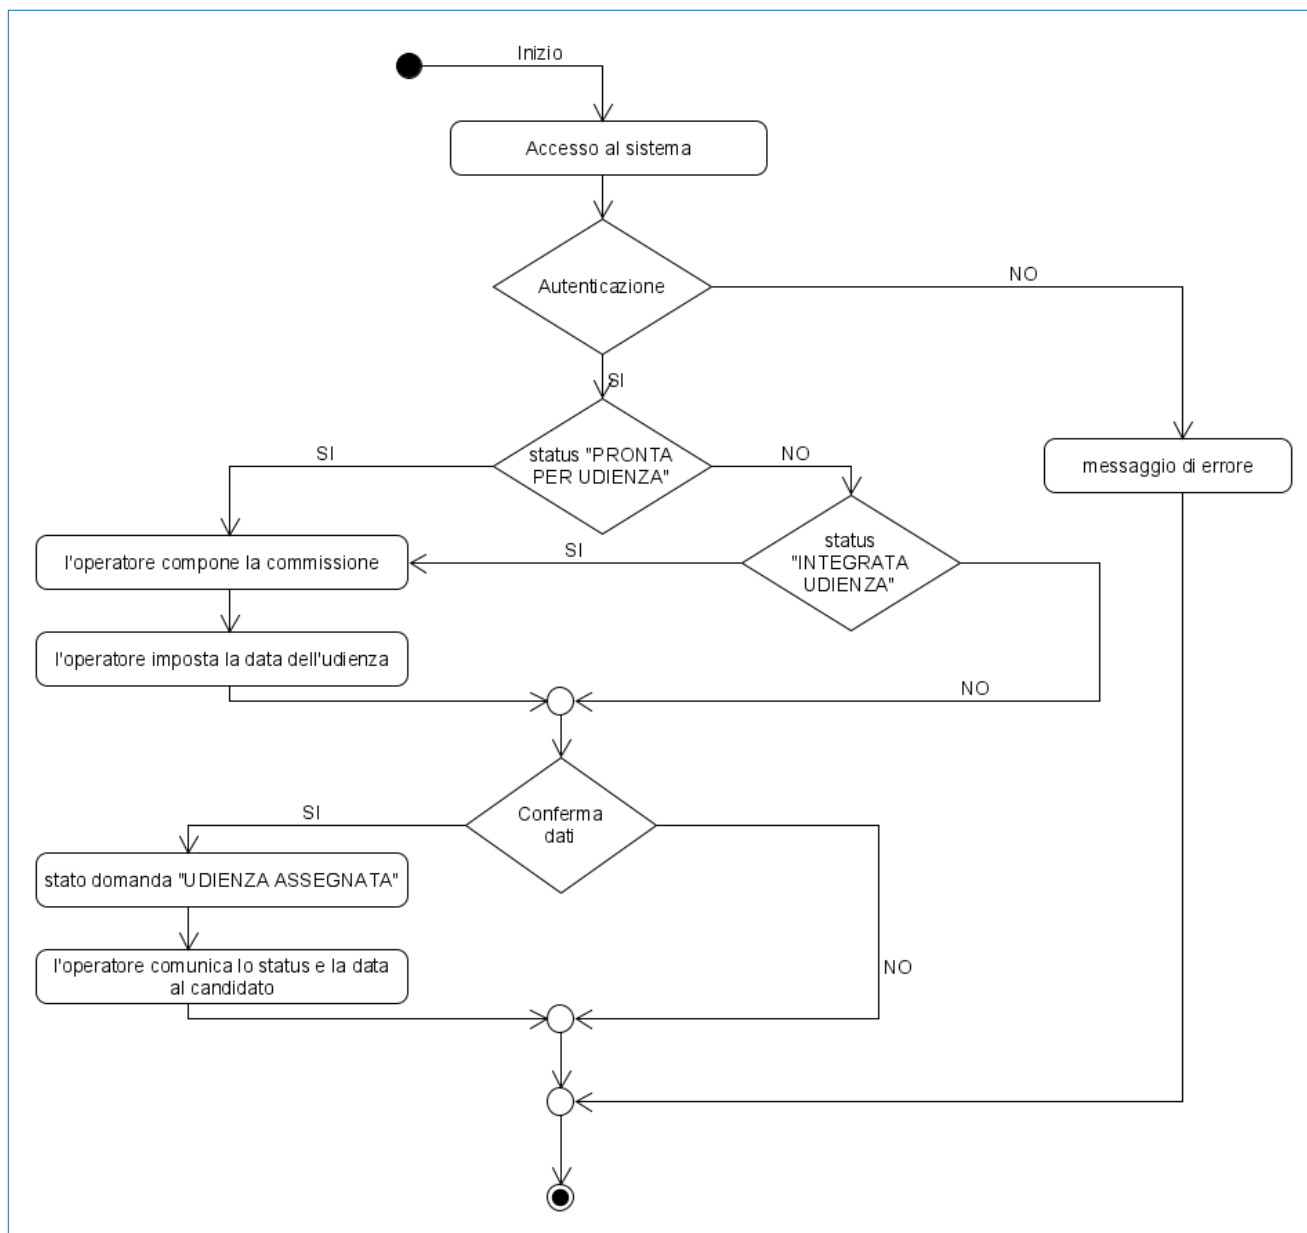 Inizio
Accesso al sistema
Autenticazione
NO
SI
status "PRONTA
PER UDIENZA"
SI
NO
messaggio di errore
status
"INTEGRATA
UDIENZA"
SI
l'operatore compone la commissione
l'operatore imposta la data dell'udienza
NO
Conferma
dati
SI
stato domanda "UDIENZA ASSEGNATA"
l'operatore comunica lo status e la data
al candidato
NO